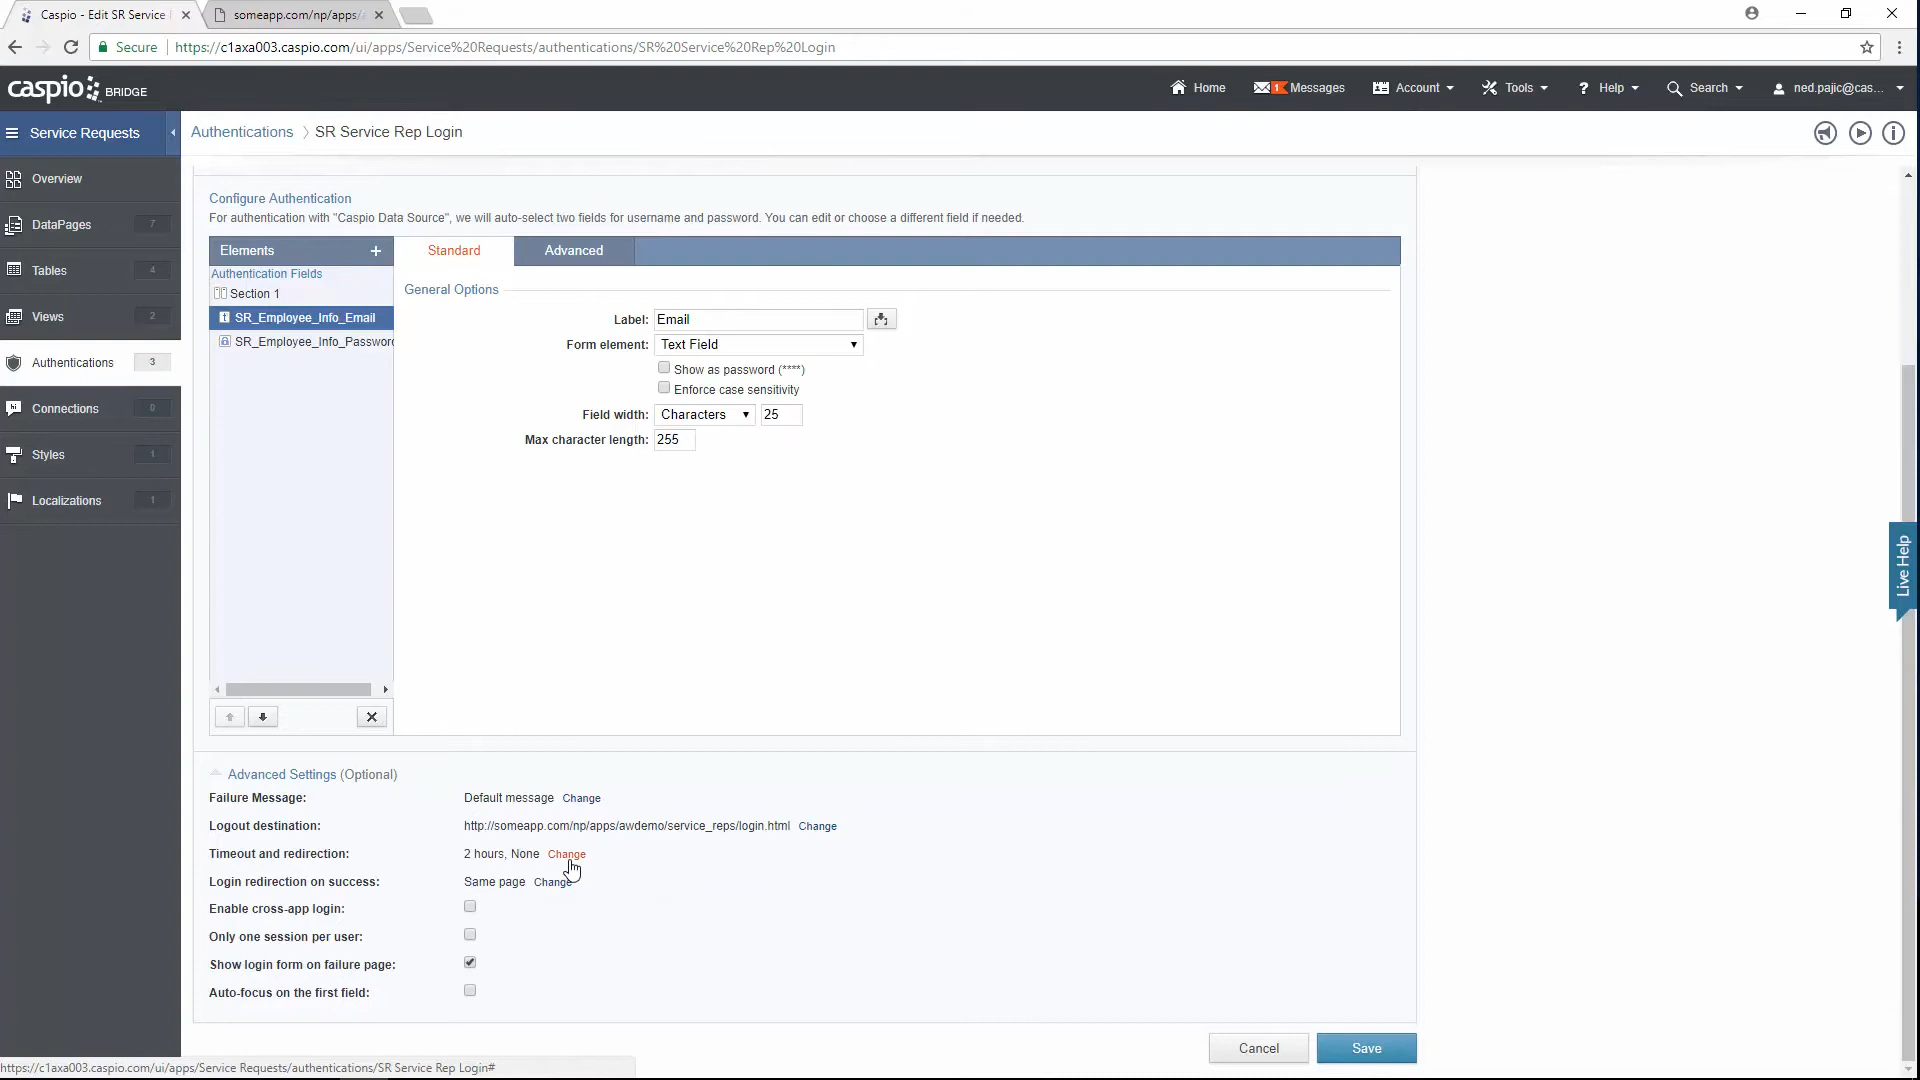 Caspio - Edit SR Service
someapp.com/np/apps/
Secure
https://c1axa003.caspio.com/ui/apps/Service%20Requests/authentications/SR%20Service%20Rep%20Login
caspio BRIDGE
Home
1 Messages
Account
Tools
? Help
Search
ned.pajic@cas...
Service Requests
Authentications
SR Service Rep Login
Overview
DataPages 7
Tables 4
Views 2
Authentications 3
Connections 0
Styles 1
Localizations 1
Configure Authentication
For authentication with "Caspio Data Source", we will auto-select two fields for username and password. You can edit or choose a different field if needed.
Elements +
Standard
Advanced
Authentication Fields
Section 1
SR_Employee_Info_Email
SR_Employee_Info_Password
General Options
Label: Email
Form element: Text Field
Show as password (****)
Enforce case sensitivity
Field width: Characters 25
Max character length: 255
Advanced Settings (Optional)
Failure Message: Default message Change
Logout destination: http://someapp.com/np/apps/awdemo/service_reps/login.html Change
Timeout and redirection: 2 hours, None Change
Login redirection on success: Same page Change
Enable cross-app login:
Only one session per user:
Show login form on failure page:
Auto-focus on the first field:
Cancel
Save
Live Help
https://c1axa003.caspio.com/ui/apps/Service Requests/authentications/SR Service Rep Login#